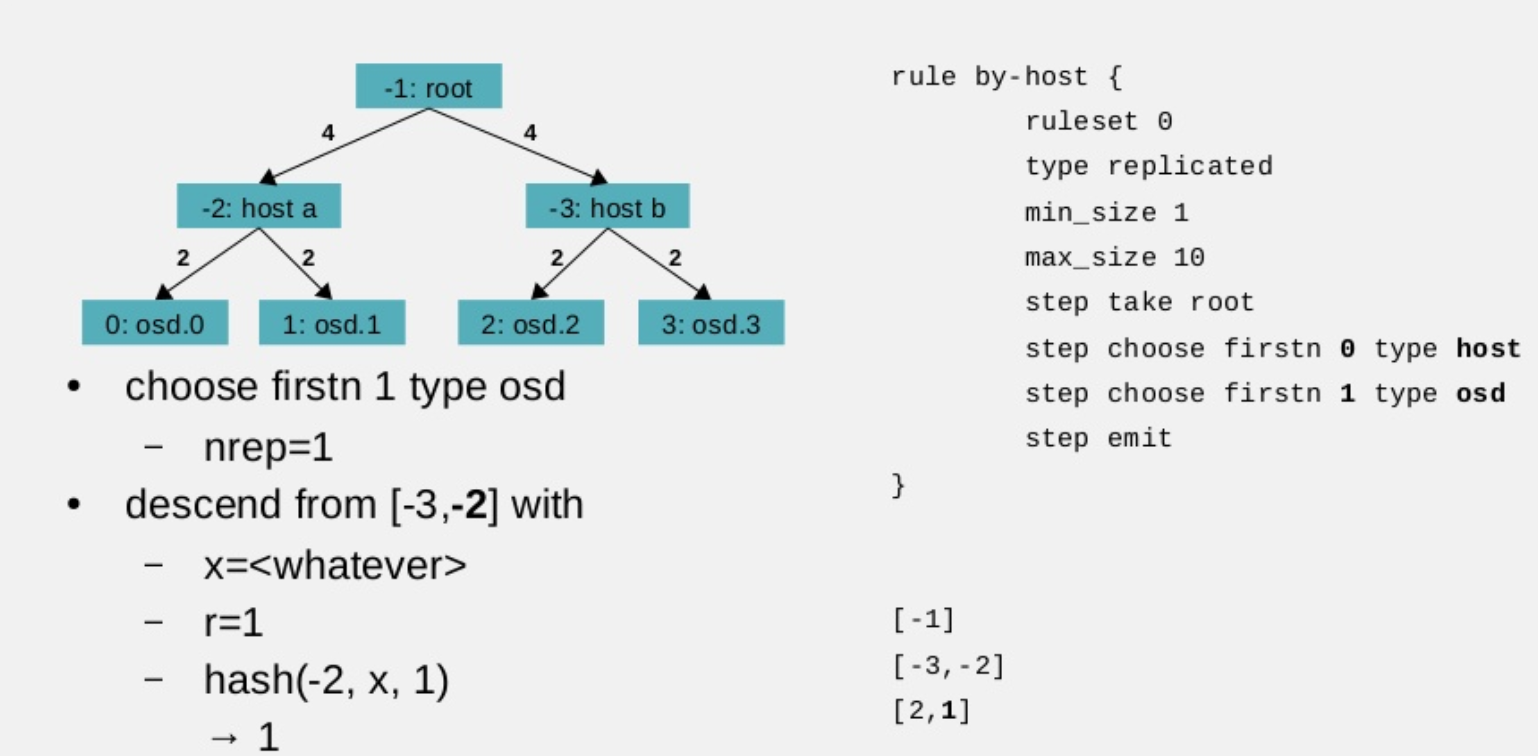 -1: root
4 4
-2: host a -3: host b
2 2 2 2
0: osd.0 1: osd.1 2: osd.2 3: osd.3
• choose firstn 1 type osd
– nrep=1
• descend from [-3,-2] with
– x=<whatever>
– r=1
– hash(-2, x, 1)
→ 1
rule by-host {
ruleset 0
type replicated
min_size 1
max_size 10
step take root
step choose firstn 0 type host
step choose firstn 1 type osd
step emit
}
[-1]
[-3,-2]
[2,1]